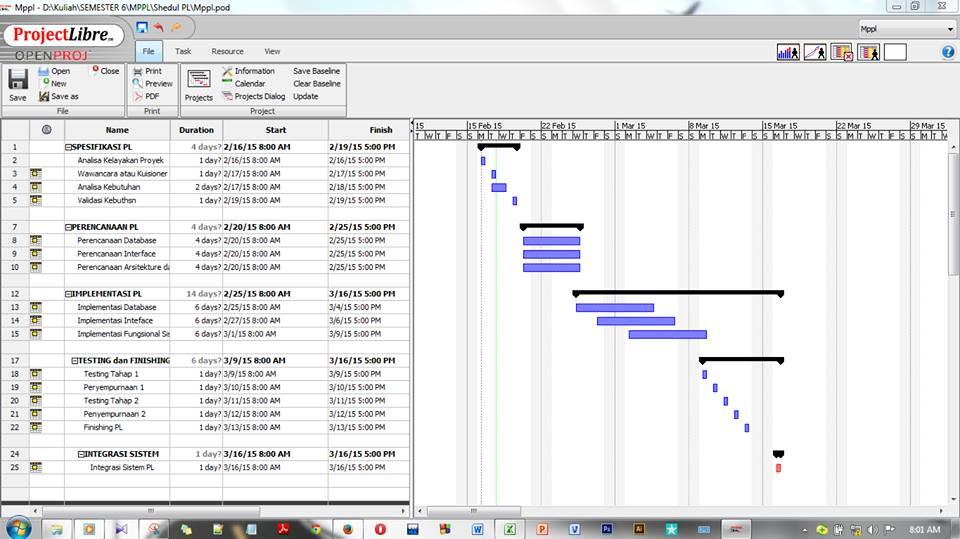 Mppl - D:\Kuliah\SEMESTER 6\MPPL\Shedul PL\Mppl.pod
ProjectLibre
OPENPROJ
File Task Resource View
Mppl
Save
Open
New
Save as
Close
File
Print
Preview
PDF
Print
Projects
Information
Calendar
Projects Dialog
Save Baseline
Clear Baseline
Update
Project
Name Duration Start Finish
15 15 Feb 15 22 Feb 15 1 Mar 15 8 Mar 15 15 Mar 15 22 Mar 15 29 Mar 15
T W T F S S M T W T F S S M T W T F S S M T W T F S S M T W T F S S M T W T F S S M T W T F S S M T W
1 SPESIFIKASI PL 4 days? 2/16/15 8:00 AM 2/19/15 5:00 PM
2 Analisa Kelayakan Proyek 1 day? 2/16/15 8:00 AM 2/16/15 5:00 PM
3 Wawancara atau Kuisioner 1 day? 2/17/15 8:00 AM 2/17/15 5:00 PM
4 Analisa Kebutuhan 2 days? 2/17/15 8:00 AM 2/18/15 5:00 PM
5 Validasi Kebuthsn 1 day? 2/19/15 8:00 AM 2/19/15 5:00 PM
7 PERENCANAAN PL 4 days? 2/20/15 8:00 AM 2/25/15 5:00 PM
8 Perencanaan Database 4 days? 2/20/15 8:00 AM 2/25/15 5:00 PM
9 Perencanaan Interface 4 days? 2/20/15 8:00 AM 2/25/15 5:00 PM
10 Perencanaan Arsitekture da 4 days? 2/20/15 8:00 AM 2/25/15 5:00 PM
12 IMPLEMENTASI PL 14 days? 2/25/15 8:00 AM 3/16/15 5:00 PM
13 Implementasi Database 6 days? 2/25/15 8:00 AM 3/4/15 5:00 PM
14 Implementasi Inteface 6 days? 2/27/15 8:00 AM 3/6/15 5:00 PM
15 Implementasi Fungsional Sis 6 days? 3/1/15 8:00 AM 3/9/15 5:00 PM
17 TESTING dan FINISHING 6 days? 3/9/15 8:00 AM 3/16/15 5:00 PM
18 Testing Tahap 1 1 day? 3/9/15 8:00 AM 3/9/15 5:00 PM
19 Peryempurnaan 1 1 day? 3/10/15 8:00 AM 3/10/15 5:00 PM
20 Testing Tahap 2 1 day? 3/11/15 8:00 AM 3/11/15 5:00 PM
21 Penyempurnaan 2 1 day? 3/12/15 8:00 AM 3/12/15 5:00 PM
22 Finishing PL 1 day? 3/13/15 8:00 AM 3/13/15 5:00 PM
24 INTEGRASI SISTEM 1 day? 3/16/15 8:00 AM 3/16/15 5:00 PM
25 Integrasi Sistem PL 1 day? 3/16/15 8:00 AM 3/16/15 5:00 PM
8:01 AM